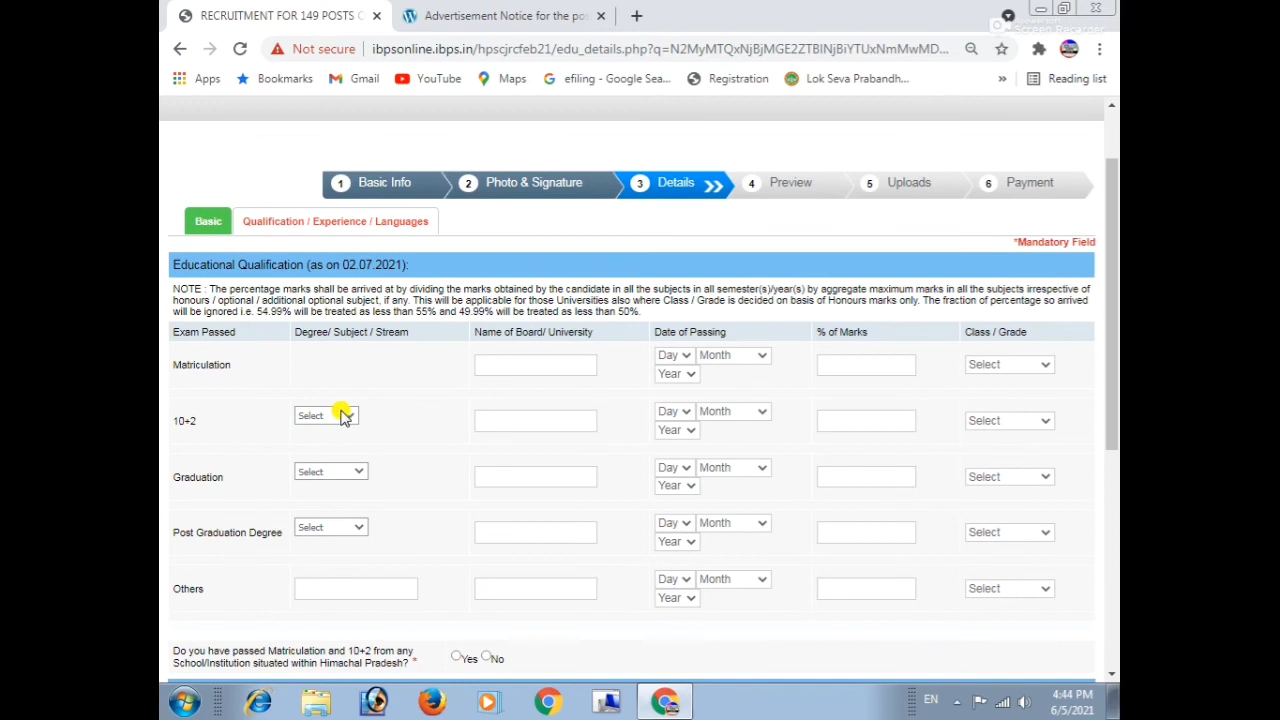 RECRUITMENT FOR 149 POSTS C
Advertisement Notice for the po
Not secure
ibpsonline.ibps.in/hpscjrcfeb21/edu_details.php?q=N2MyMTQxNjBjMGE2ZTBlNjBiYTUxNmMwMD...
Apps
Bookmarks
Gmail
YouTube
Maps
efiling - Google Sea...
Registration
Lok Seva Prabandh...
»
Reading list
1 Basic Info
2 Photo & Signature
3 Details
4 Preview
5 Uploads
6 Payment
Basic
Qualification / Experience / Languages
*Mandatory Field
Educational Qualification (as on 02.07.2021):
NOTE : The percentage marks shall be arrived at by dividing the marks obtained by the candidate in all the subjects in all semester(s)/year(s) by aggregate maximum marks in all the subjects irrespective of
honours / optional / additional optional subject, if any. This will be applicable for those Universities also where Class / Grade is decided on basis of Honours marks only. The fraction of percentage so arrived
will be ignored i.e. 54.99% will be treated as less than 55% and 49.99% will be treated as less than 50%.
Exam Passed Degree/ Subject / Stream Name of Board/ University Date of Passing % of Marks Class / Grade
Matriculation Day Month Select
Year
10+2 Select Day Month Select
Year
Graduation Select Day Month Select
Year
Post Graduation Degree Select Day Month Select
Year
Others Day Month Select
Year
Do you have passed Matriculation and 10+2 from any
School/Institution situated within Himachal Pradesh? *
Yes No
EN
4:44 PM
6/5/2021